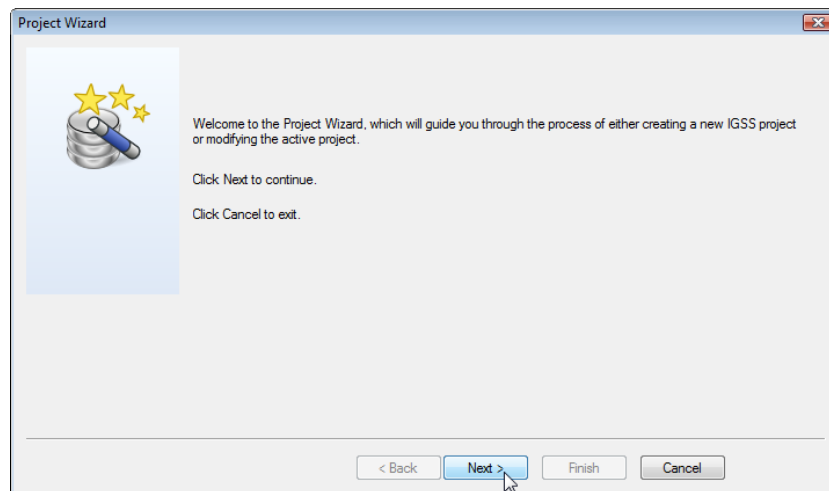 Project Wizard
Welcome to the Project Wizard, which will guide you through the process of either creating a new IGSS project
or modifying the active project.
Click Next to continue.
Click Cancel to exit.
< Back Next > Finish Cancel